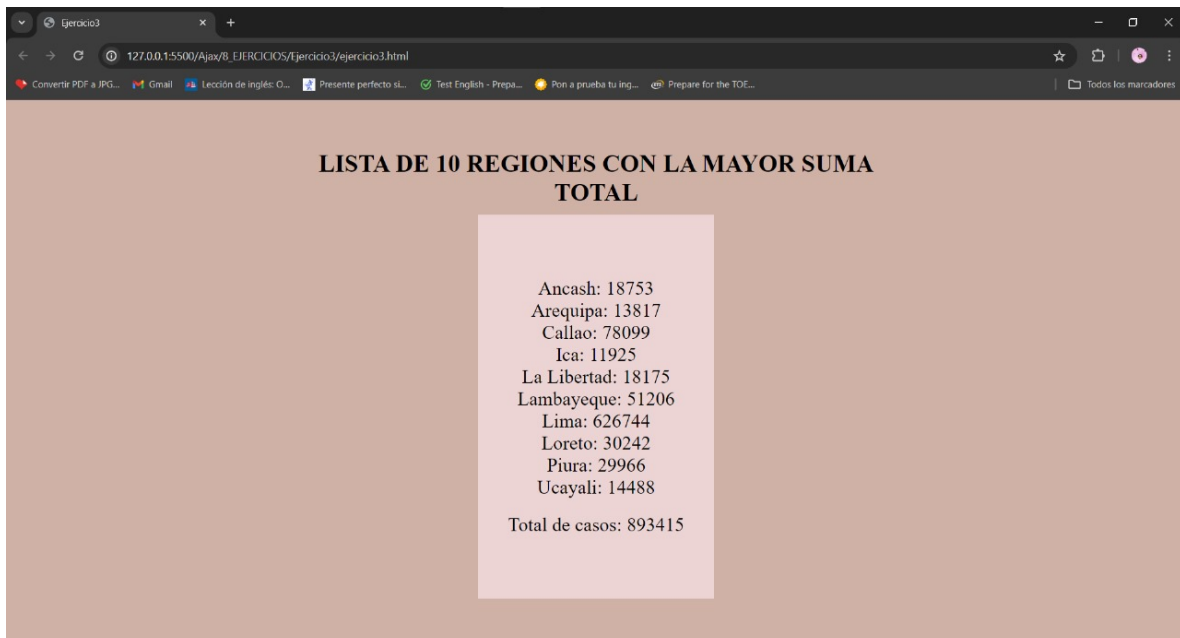 Ejercicio3
127.0.0.1:5500/Ajax/8_EJERCICIOS/Ejercicio3/ejercicio3.html
Convertir PDF a JPG... Gmail Lección de inglés: O... Presente perfecto si... Test English - Prepa... Pon a prueba tu ing... Prepare for the TOE... Todos los marcadores
LISTA DE 10 REGIONES CON LA MAYOR SUMA
TOTAL
Ancash: 18753
Arequipa: 13817
Callao: 78099
Ica: 11925
La Libertad: 18175
Lambayeque: 51206
Lima: 626744
Loreto: 30242
Piura: 29966
Ucayali: 14488
Total de casos: 893415